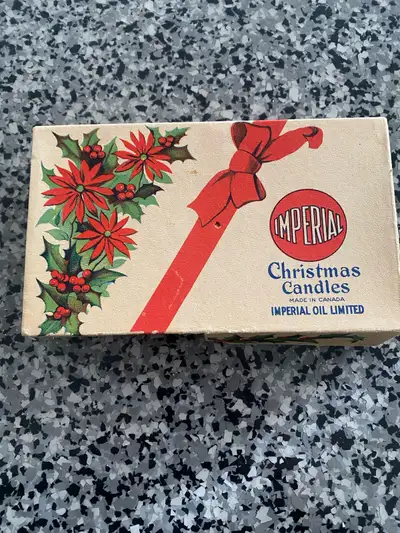 IMPERIAL
Christmas
Candles
MADE IN CANADA
IMPERIAL OIL LIMITED